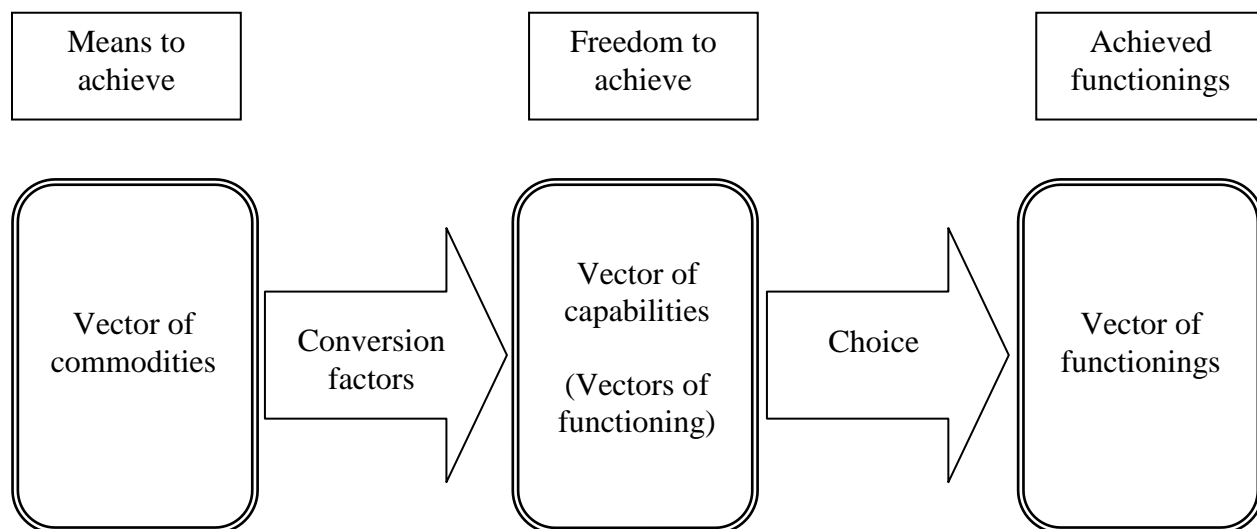 Means to
achieve
Freedom to
achieve
Achieved
functionings
Vector of
commodities
Conversion
factors
Vector of
capabilities
(Vectors of
functioning)
Choice
Vector of
functionings